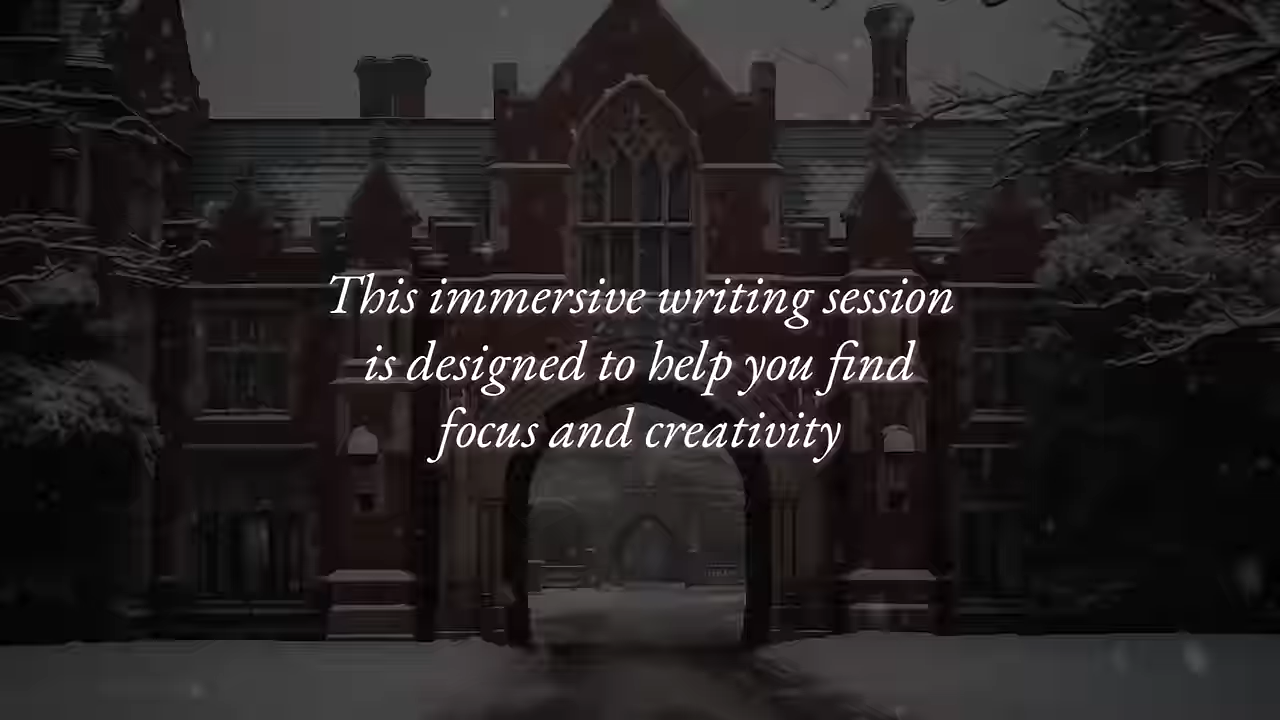 This immersive writing session
is designed to help you find
focus and creativity